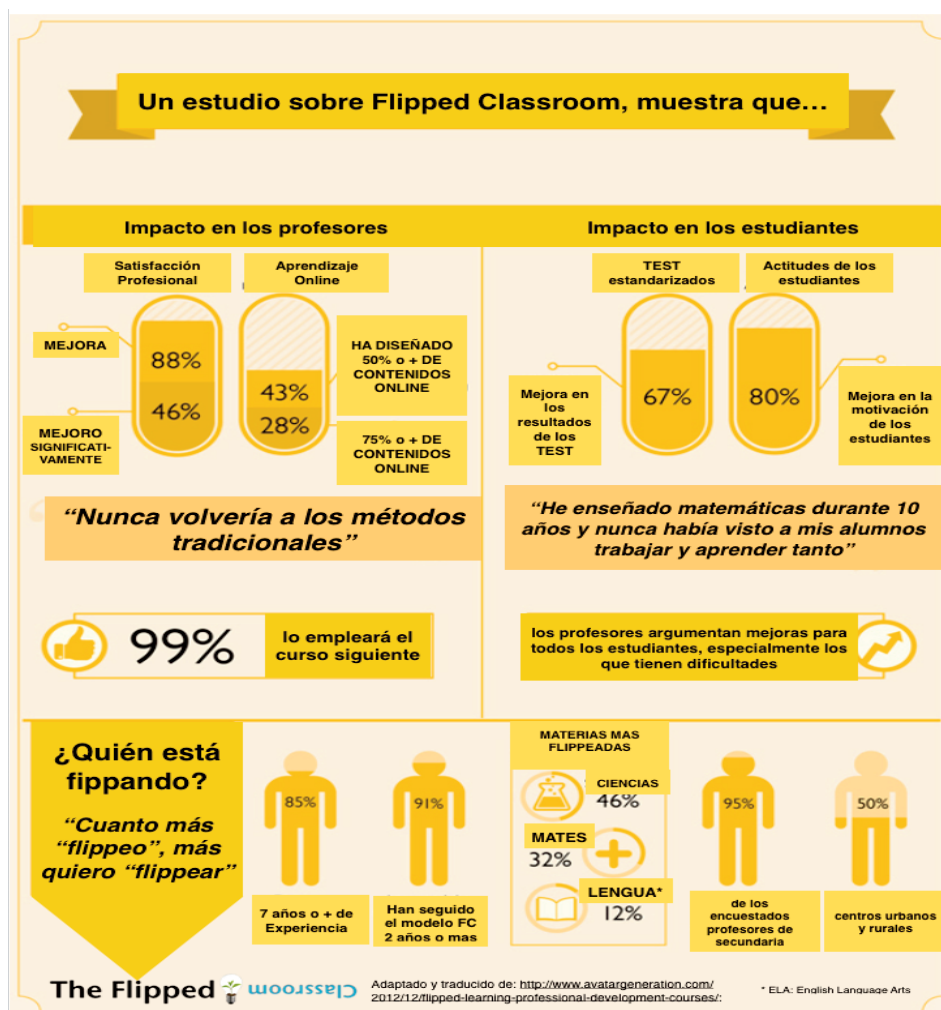 Un estudio sobre Flipped Classroom, muestra que...
Impacto en los profesores
Satisfacción
Profesional
Aprendizaje
Online
MEJORA
88%
46%
MEJORO
SIGNIFICATI-
VAMENTE
43%
28%
HA DISEÑADO
50% o + DE
CONTENIDOS
ONLINE
75% o + DE
CONTENIDOS
ONLINE
“Nunca volvería a los métodos
tradicionales”
99%
lo empleará el
curso siguiente
Impacto en los estudiantes
TEST
estandarizados
Actitudes de los
estudiantes
Mejora en
los
resultados
de los
TEST
67%
80%
Mejora en la
motivación
de los
estudiantes
“He enseñado matemáticas durante 10
años y nunca había visto a mis alumnos
trabajar y aprender tanto”
los profesores argumentan mejoras para
todos los estudiantes, especialmente los
que tienen dificultades
¿Quién está
fippando?
“Cuanto más
“flippeo”, más
quiero “flippear”
85%
7 años o + de
Experiencia
91%
Han seguido
el modelo FC
2 años o mas
MATERIAS MAS
FLIPPEADAS
CIENCIAS
46%
MATES
32%
LENGUA*
12%
95%
de los
encuestados
profesores de
secundaria
50%
centros urbanos
y rurales
The Flipped Classroom
Adaptado y traducido de: http://www.avatargeneration.com/
2012/12/flipped-learning-professional-development-courses/:
* ELA: English Language Arts